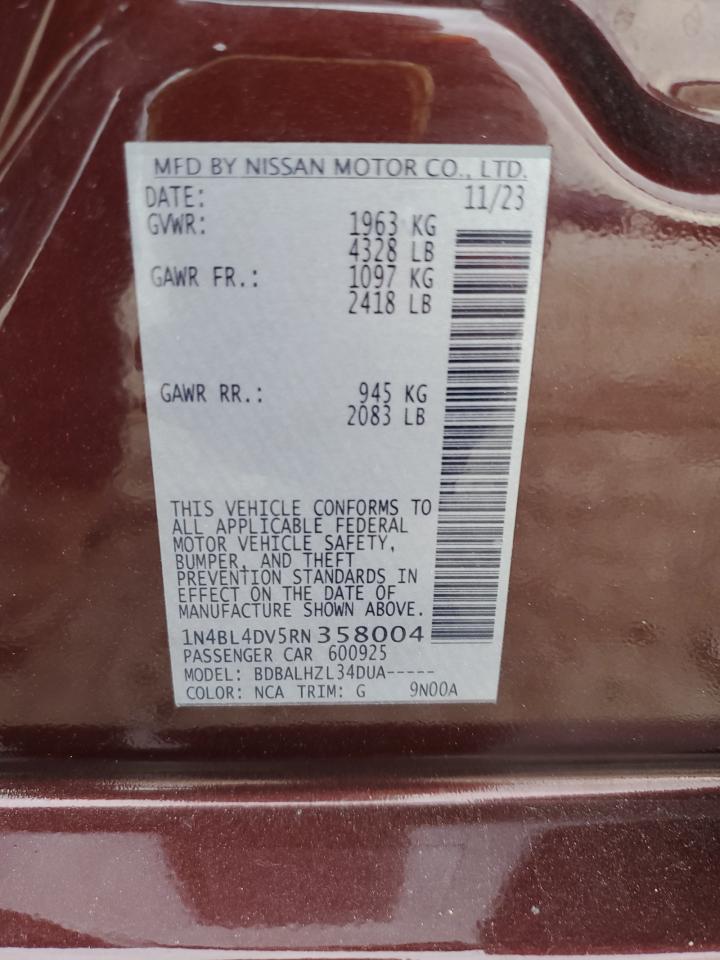 MFD BY NISSAN MOTOR CO., LTD.
DATE: 11/23
GVWR: 1963 KG
4328 LB
GAWR FR.: 1097 KG
2418 LB
GAWR RR.: 945 KG
2083 LB
THIS VEHICLE CONFORMS TO
ALL APPLICABLE FEDERAL
MOTOR VEHICLE SAFETY,
BUMPER, AND THEFT
PREVENTION STANDARDS IN
EFFECT ON THE DATE OF
MANUFACTURE SHOWN ABOVE.
1N4BL4DV5RN358004
PASSENGER CAR 600925
MODEL: BDBALHZL34DUA-----
COLOR: NCA TRIM: G 9N00A